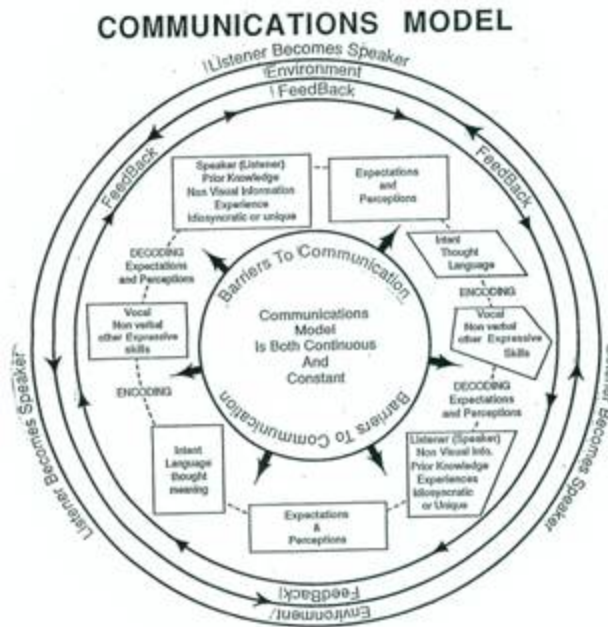 COMMUNICATIONS MODEL
Listener Becomes Speaker
Environment
FeedBack
FeedBack
FeedBack
Speaker (Listener)
Prior Knowledge
Non Visual Information
Experience
Idiosyncratic or unique
Expectations
and
Perceptions
Intent
Thought
Language
ENCODING
Vocal
Non verbal
other Expressive
Skills
DECODING
Expectations
and Perceptions
Listener (Speaker)
Non Visual Info.
Prior Knowledge
Experiences
Idiosyncratic
or Unique
Expectations
&
Perceptions
Intent
Language
thought
meaning
ENCODING
Vocal
Non verbal
other Expressive
skills
DECODING
Expectations
and Perceptions
Barriers To Communication
Communications
Model
Is Both Continuous
And
Constant
Barriers To Communication
Listener Becomes Speaker
Becomes Speaker
FeedBack
Environment